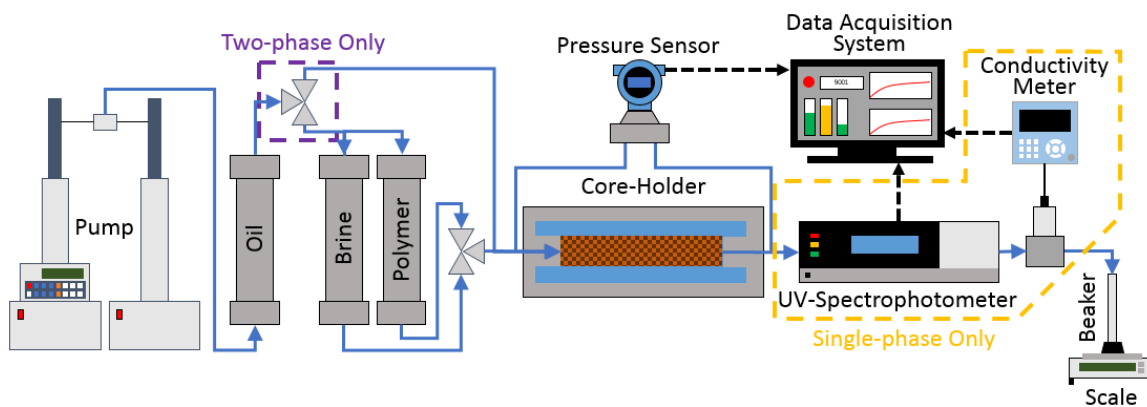 Two-phase Only
Pressure Sensor
Data Acquisition
System
Conductivity
Meter
9001
Pump
Oil
Brine
Polymer
Core-Holder
UV-Spectrophotometer
Single-phase Only
Beaker
Scale